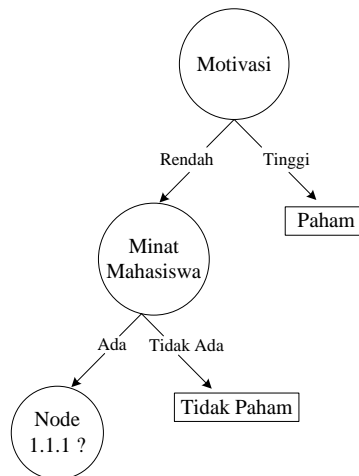 Motivasi
Rendah
Tinggi
Paham
Minat
Mahasiswa
Ada
Tidak Ada
Tidak Paham
Node
1.1.1 ?